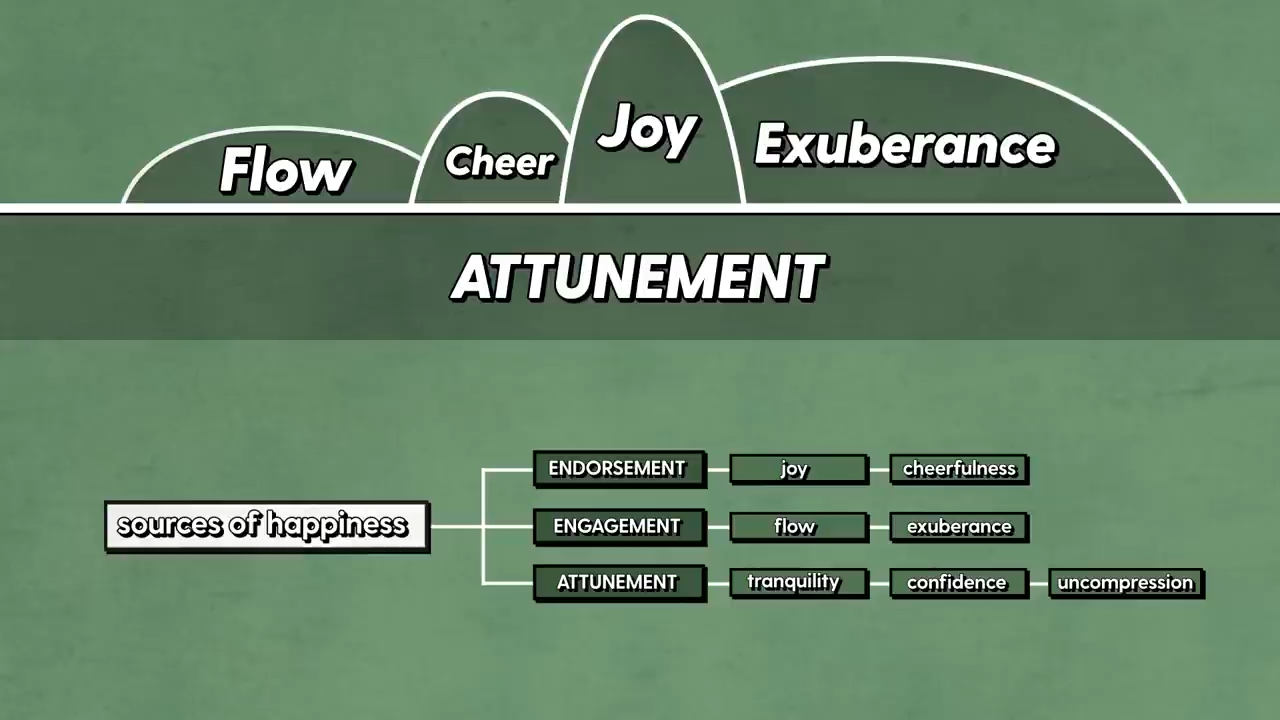 Flow
Cheer
Joy
Exuberance
ATTUNEMENT
sources of happiness
ENDORSEMENT
joy
cheerfulness
ENGAGEMENT
flow
exuberance
ATTUNEMENT
tranquility
confidence
uncompression